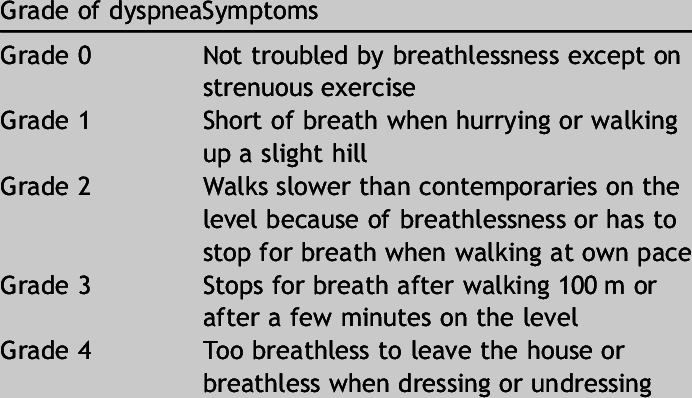 Grade of dyspneaSymptoms
Grade 0 Not troubled by breathlessness except on
strenuous exercise
Grade 1 Short of breath when hurrying or walking
up a slight hill
Grade 2 Walks slower than contemporaries on the
level because of breathlessness or has to
stop for breath when walking at own pace
Grade 3 Stops for breath after walking 100 m or
after a few minutes on the level
Grade 4 Too breathless to leave the house or
breathless when dressing or undressing